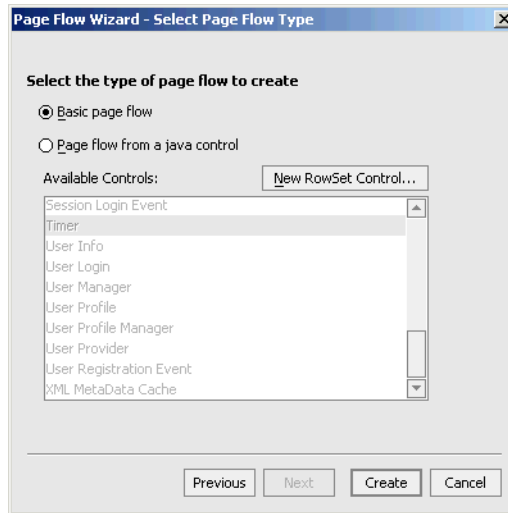 Page Flow Wizard - Select Page Flow Type
Select the type of page flow to create
Basic page flow
Page flow from a java control
Available Controls:
New RowSet Control...
Session Login Event
Timer
User Info
User Login
User Manager
User Profile
User Profile Manager
User Provider
User Registration Event
XML MetaData Cache
Previous
Next
Create
Cancel